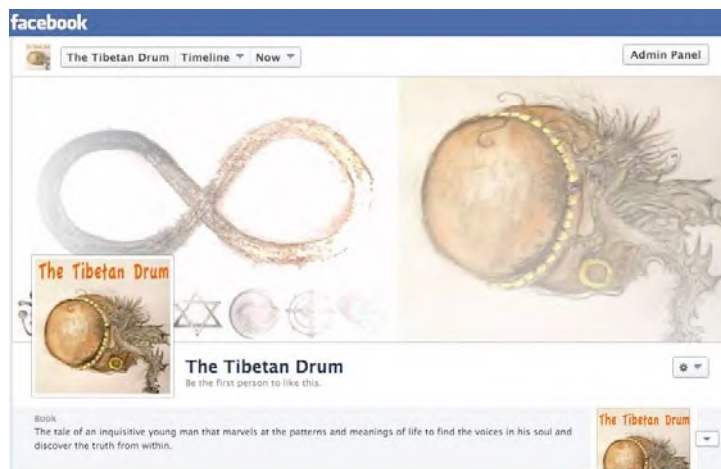 facebook
The Tibetan Drum Timeline Now
Admin Panel
The Tibetan Drum
The Tibetan Drum
Be the first person to like this.
Book
The tale of an inquisitive young man that marvels at the patterns and meanings of life to find the voices in his soul and
discover the truth from within.
The Tibetan Drum